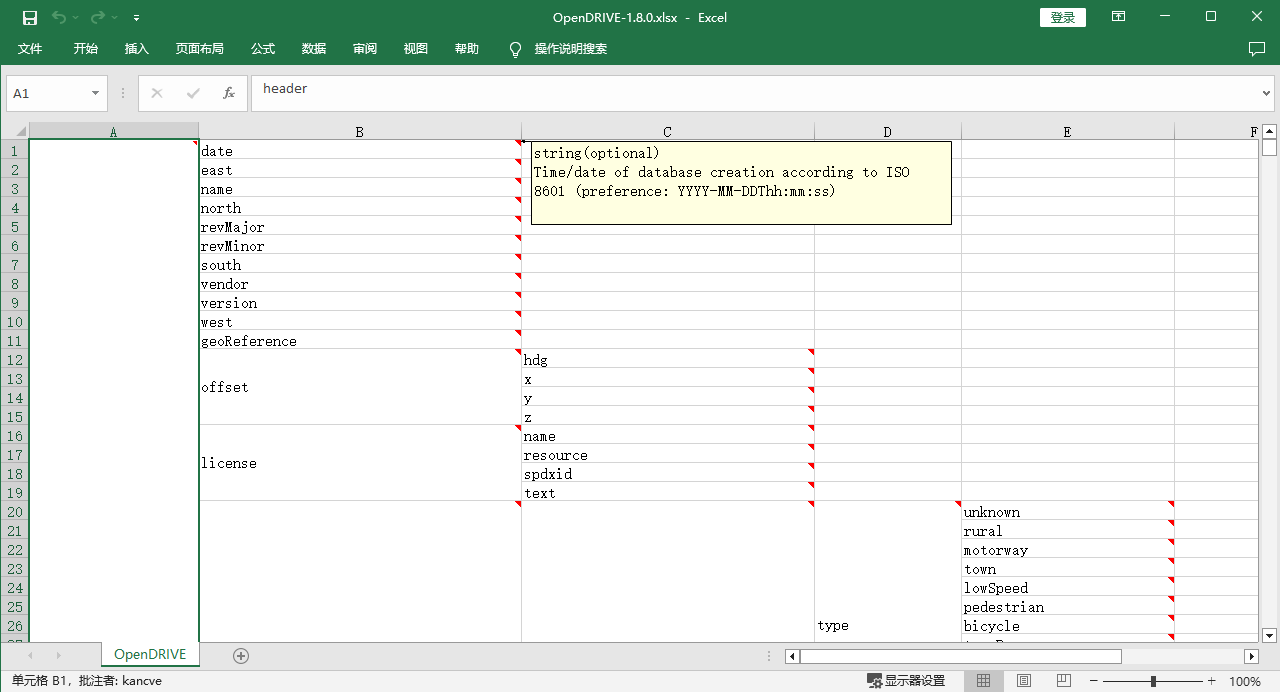 OpenDRIVE-1.8.0.xlsx - Excel
登录
文件 开始 插入 页面布局 公式 数据 审阅 视图 帮助 操作说明搜索
A1 fx header
A B C D E F
1 date
string(optional)
2 east
Time/date of database creation according to ISO
3 name
8601 (preference: YYYY-MM-DDThh:mm:ss)
4 north
5 revMajor
6 revMinor
7 south
8 vendor
9 version
10 west
11 geoReference
12 hdg
13 x
offset
14 y
15 z
16 name
17 resource
license
18 spdxid
19 text
20 unknown
21 rural
22 motorway
23 town
24 lowSpeed
25 pedestrian
26 type bicycle
OpenDRIVE
单元格 B1，批注者: kancve 显示器设置 100%